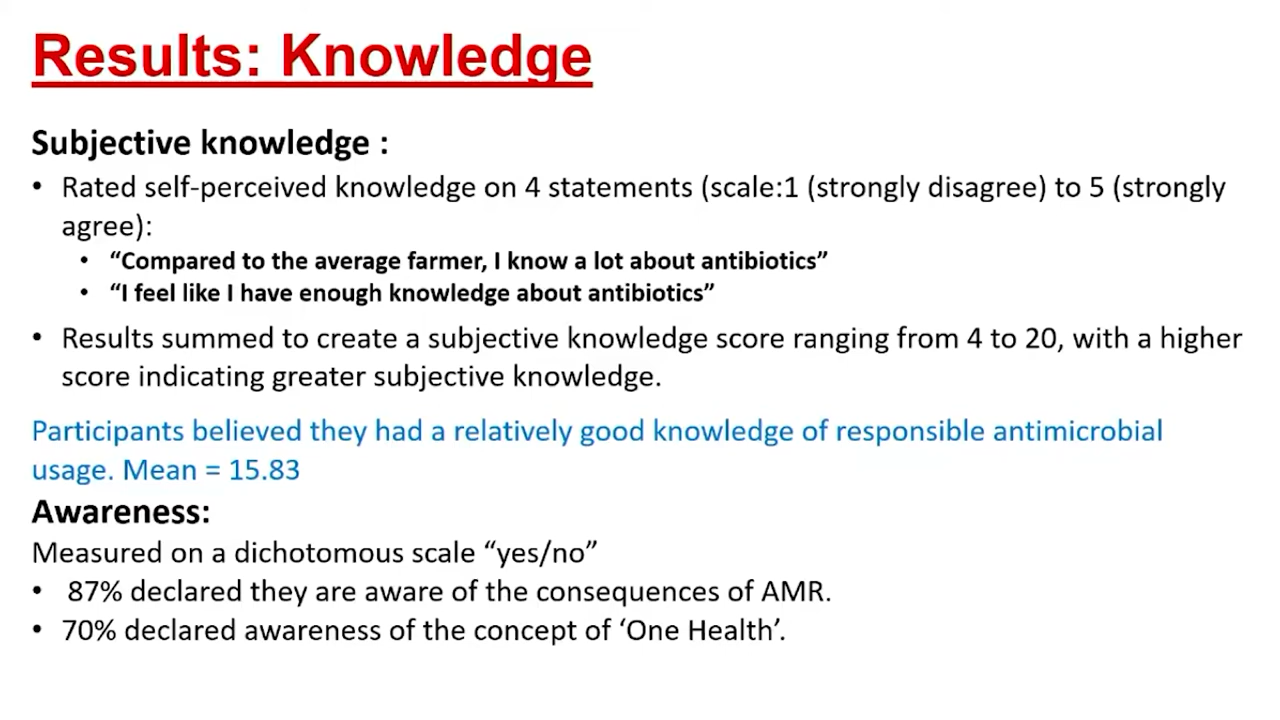 Results: Knowledge
Subjective knowledge :
• Rated self-perceived knowledge on 4 statements (scale:1 (strongly disagree) to 5 (strongly
agree):
• “Compared to the average farmer, I know a lot about antibiotics”
• “I feel like I have enough knowledge about antibiotics”
• Results summed to create a subjective knowledge score ranging from 4 to 20, with a higher
score indicating greater subjective knowledge.
Participants believed they had a relatively good knowledge of responsible antimicrobial
usage. Mean = 15.83
Awareness:
Measured on a dichotomous scale “yes/no”
• 87% declared they are aware of the consequences of AMR.
• 70% declared awareness of the concept of ‘One Health’.